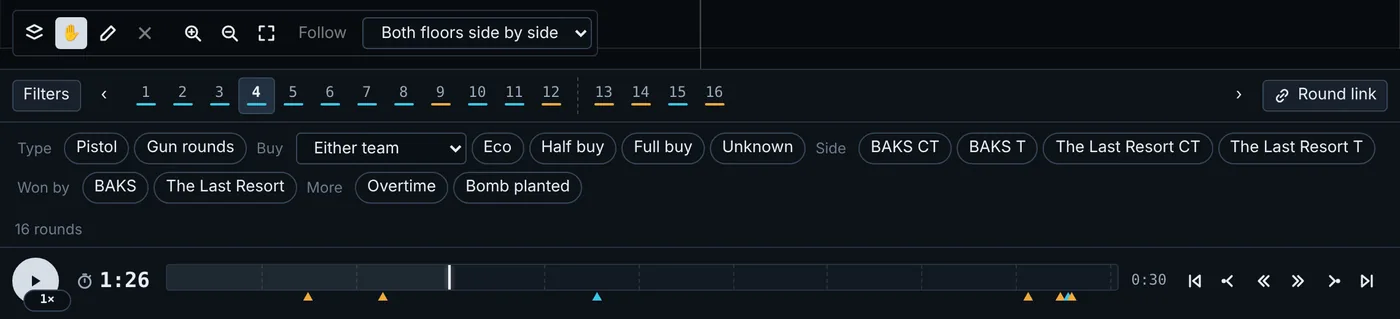 Follow Both floors side by side
Filters 1 2 3 4 5 6 7 8 9 10 11 12 13 14 15 16 Round link
Type Pistol Gun rounds Buy Either team Eco Half buy Full buy Unknown Side BAKS CT BAKS T The Last Resort CT The Last Resort T
Won by BAKS The Last Resort More Overtime Bomb planted
16 rounds
1:26 0:30
1×